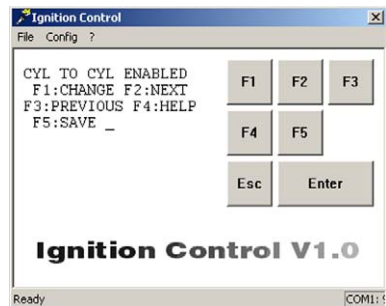 Ignition Control
File Config ?
CYL TO CYL ENABLED
F1:CHANGE F2:NEXT
F3:PREVIOUS F4:HELP
F5:SAVE _
F1 F2 F3
F4 F5
Esc Enter
Ignition Control V1.0
Ready COM1: